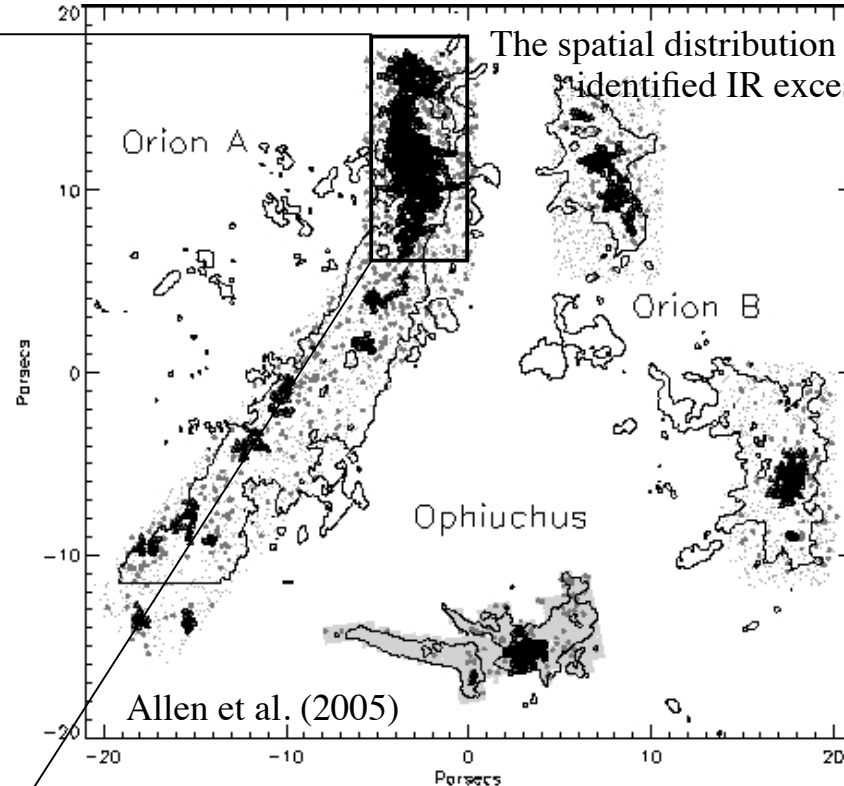 The spatial distribution
identified IR exces
Orion A
Orion B
Ophiuchus
Allen et al. (2005)
20
10
0
-10
-20
-20
-10
0
10
20
Parsecs
Parsecs